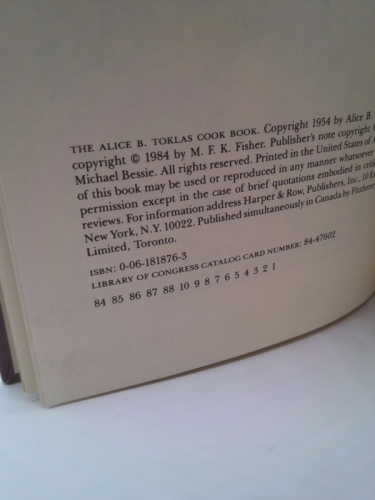 THE ALICE B. TOKLAS COOK BOOK. Copyright 1954 by Alice B.
copyright © 1984 by M. F. K. Fisher. Publisher's note copyright
Michael Bessie. All rights reserved. Printed in the United States of
of this book may be used or reproduced in any manner whatsoever
permission except in the case of brief quotations embodied in
reviews. For information address Harper & Row, Publishers, Inc., 10
New York, N.Y. 10022. Published simultaneously in Canada by
Limited, Toronto.
ISBN: 0-06-181876-3
LIBRARY OF CONGRESS CATALOG CARD NUMBER: 84-47602
84 85 86 87 88 10 9 8 7 6 5 4 3 2 1